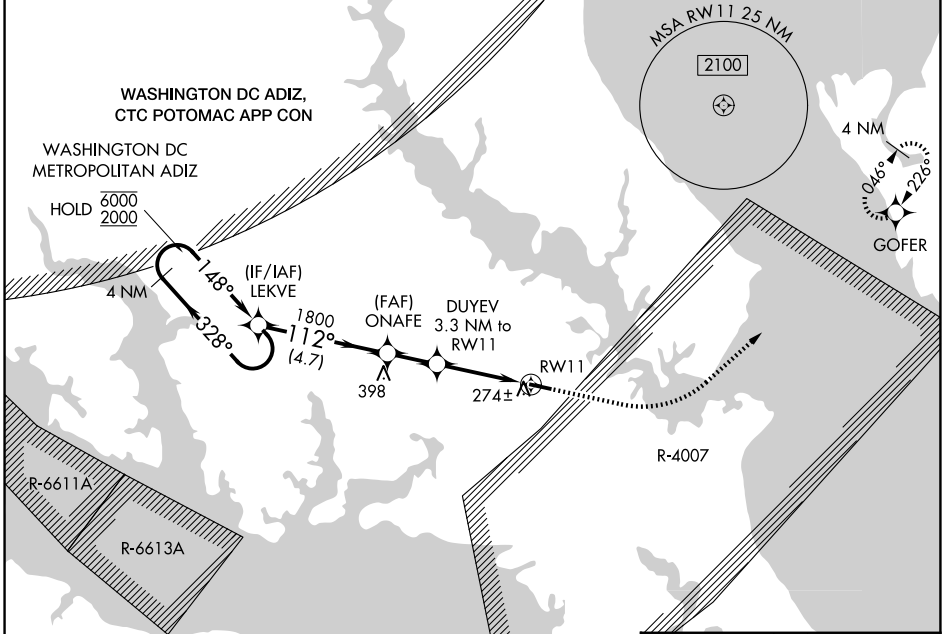 MSA RW11 25 NM
2100
WASHINGTON DC ADIZ,
CTC POTOMAC APP CON
WASHINGTON DC
METROPOLITAN ADIZ
HOLD 6000
2000
4 NM
148°
328°
(IF/IAF)
LEKVE
1800
112°
(4.7)
(FAF)
ONAFE
398
DUYEV
3.3 NM to
RW11
RW11
274±
4 NM
046°
226°
GOFER
R-4007
R-6611A
R-6613A